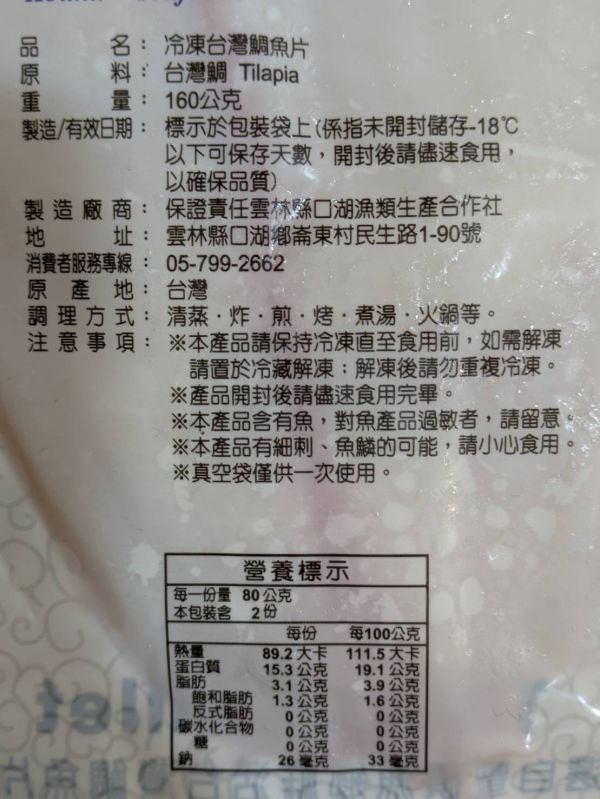 品名：冷凍台灣鯛魚片
原料：台灣鯛 Tilapia
重量：160公克
製造/有效日期：標示於包裝袋上(係指未開封儲存-18℃
以下可保存天數，開封後請儘速食用，
以確保品質)
製造廠商：保證責任雲林縣口湖漁類生產合作社
地址：雲林縣口湖鄉崙東村民生路1-90號
消費者服務專線：05-799-2662
原產地：台灣
調理方式：清蒸．炸．煎．烤．煮湯．火鍋等。
注意事項：※本產品請保持冷凍直至食用前，如需解凍
請置於冷藏解凍；解凍後請勿重複冷凍。
※產品開封後請儘速食用完畢。
※本產品含有魚，對魚產品過敏者，請留意。
※本產品有細刺、魚鱗的可能，請小心食用。
※真空袋僅供一次使用。
營養標示
每一份量 80公克
本包裝含 2份
每份 每100公克
熱量 89.2大卡 111.5大卡
蛋白質 15.3公克 19.1公克
脂肪 3.1公克 3.9公克
飽和脂肪 1.3公克 1.6公克
反式脂肪 0公克 0公克
碳水化合物 0公克 0公克
糖 0公克 0公克
鈉 26毫克 33毫克